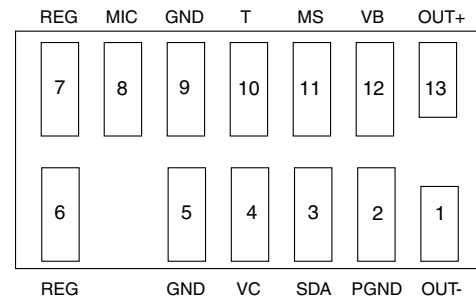 REG MIC GND T MS VB OUT+
7 8 9 10 11 12 13
6 5 4 3 2 1
REG GND VC SDA PGND OUT-